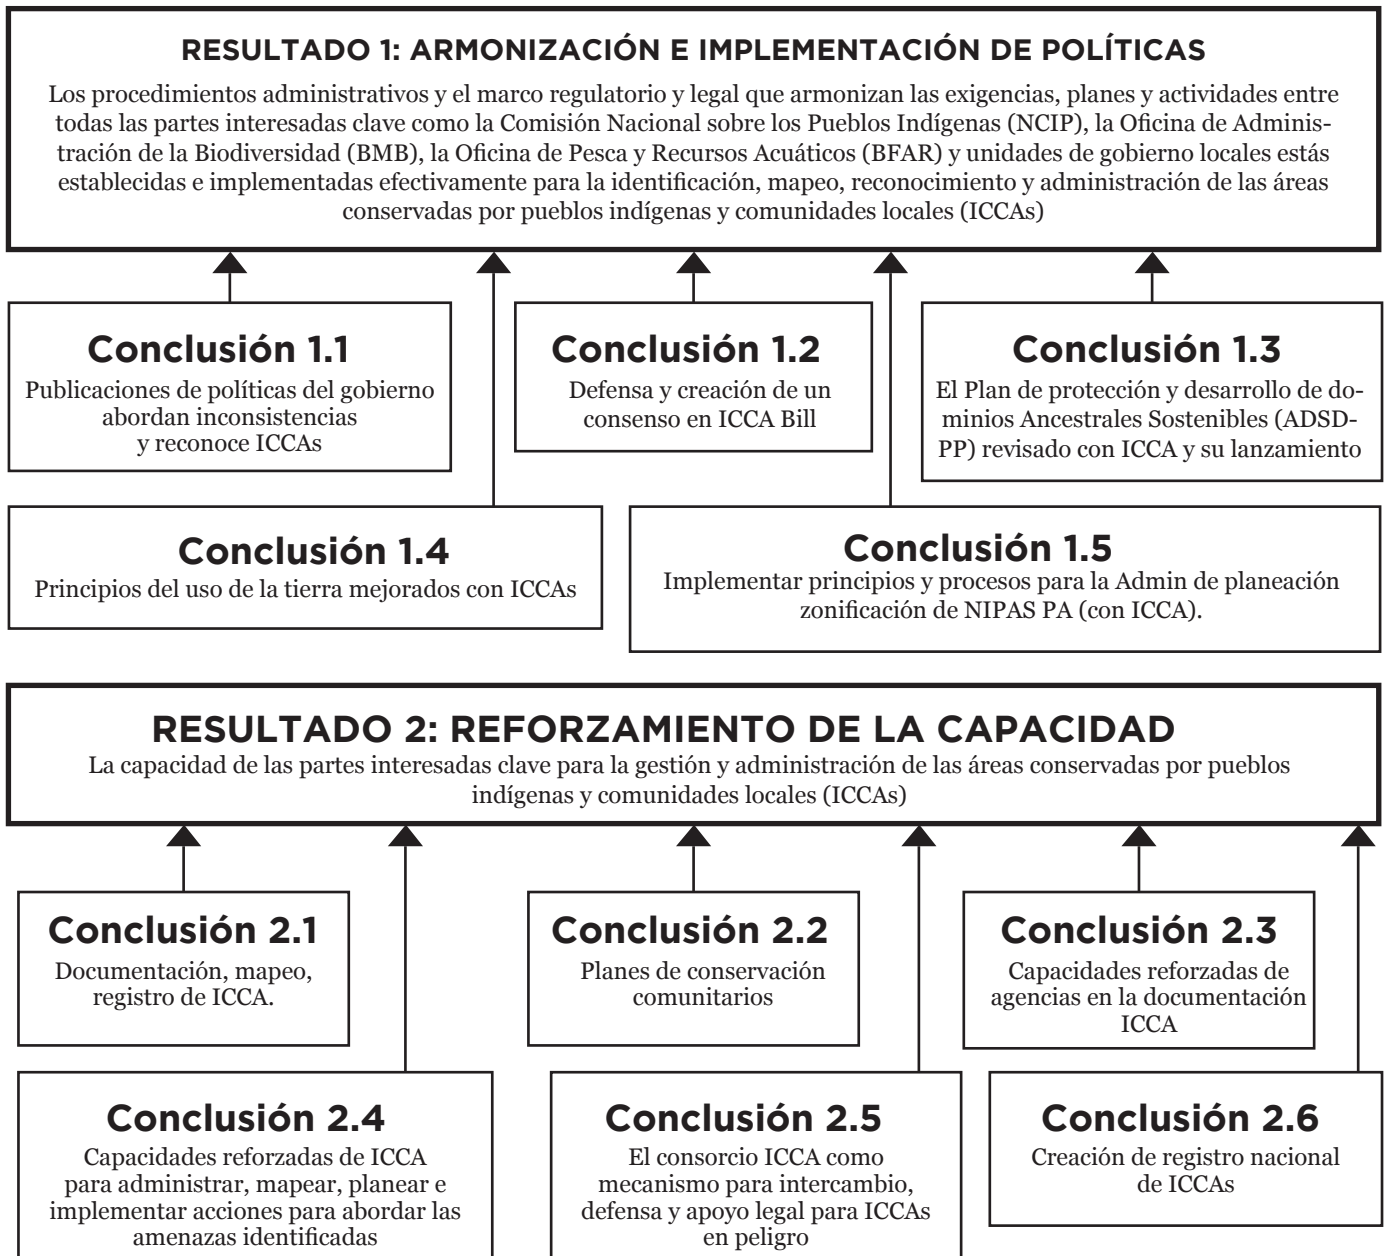 RESULTADO 1: ARMONIZACIÓN E IMPLEMENTACIÓN DE POLÍTICAS
Los procedimientos administrativos y el marco regulatorio y legal que armonizan las exigencias, planes y actividades entre
todas las partes interesadas clave como la Comisión Nacional sobre los Pueblos Indígenas (NCIP), la Oficina de Adminis-
tración de la Biodiversidad (BMB), la Oficina de Pesca y Recursos Acuáticos (BFAR) y unidades de gobierno locales estás
establecidas e implementadas efectivamente para la identificación, mapeo, reconocimiento y administración de las áreas
conservadas por pueblos indígenas y comunidades locales (ICCAs)
Conclusión 1.1
Publicaciones de políticas del gobierno
abordan inconsistencias
y reconoce ICCAs
Conclusión 1.2
Defensa y creación de un
consenso en ICCA Bill
Conclusión 1.3
El Plan de protección y desarrollo de do-
minios Ancestrales Sostenibles (ADSD-
PP) revisado con ICCA y su lanzamiento
Conclusión 1.4
Principios del uso de la tierra mejorados con ICCAs
Conclusión 1.5
Implementar principios y procesos para la Admin de planeación
zonificación de NIPAS PA (con ICCA).
RESULTADO 2: REFORZAMIENTO DE LA CAPACIDAD
La capacidad de las partes interesadas clave para la gestión y administración de las áreas conservadas por pueblos
indígenas y comunidades locales (ICCAs)
Conclusión 2.1
Documentación, mapeo,
registro de ICCA.
Conclusión 2.2
Planes de conservación
comunitarios
Conclusión 2.3
Capacidades reforzadas de
agencias en la documentación
ICCA
Conclusión 2.4
Capacidades reforzadas de ICCA
para administrar, mapear, planear e
implementar acciones para abordar las
amenazas identificadas
Conclusión 2.5
El consorcio ICCA como
mecanismo para intercambio,
defensa y apoyo legal para ICCAs
en peligro
Conclusión 2.6
Creación de registro nacional
de ICCAs